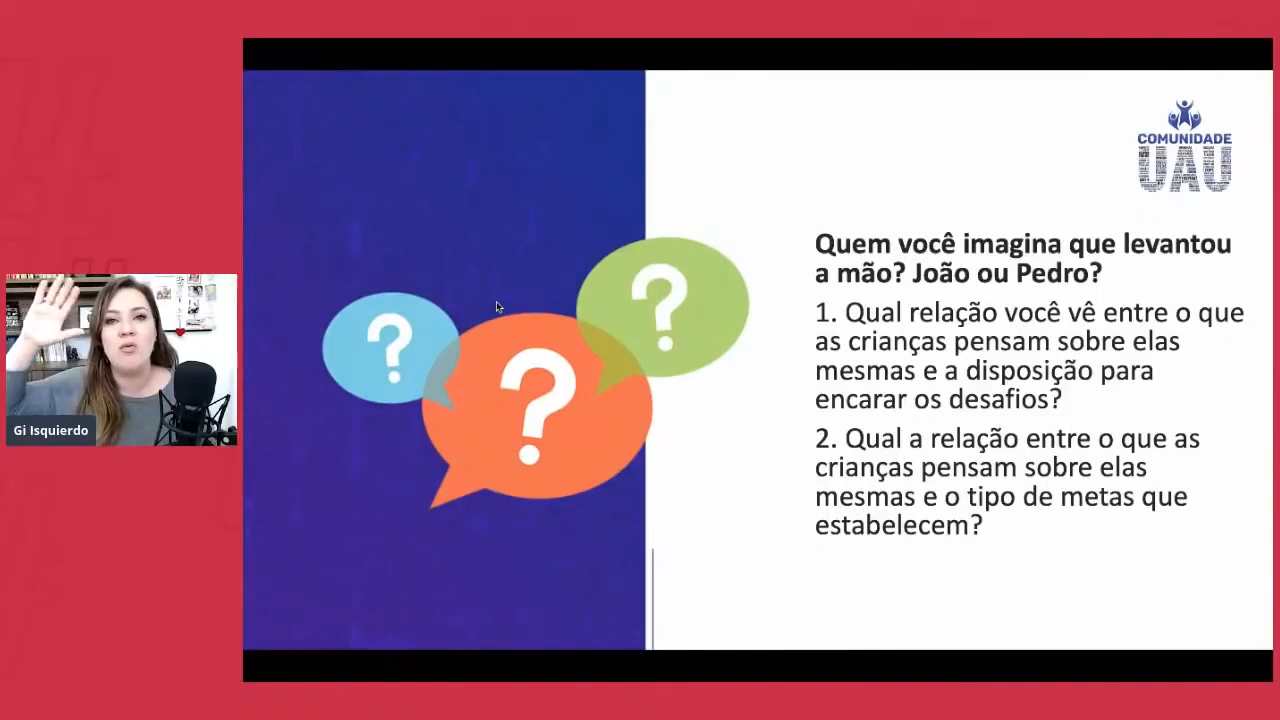 COMUNIDADE
UAU
Quem você imagina que levantou
a mão? João ou Pedro?
1. Qual relação você vê entre o que
as crianças pensam sobre elas
mesmas e a disposição para
encarar os desafios?
2. Qual a relação entre o que as
crianças pensam sobre elas
mesmas e o tipo de metas que
estabelecem?
? ? ?
Gi Isquierdo